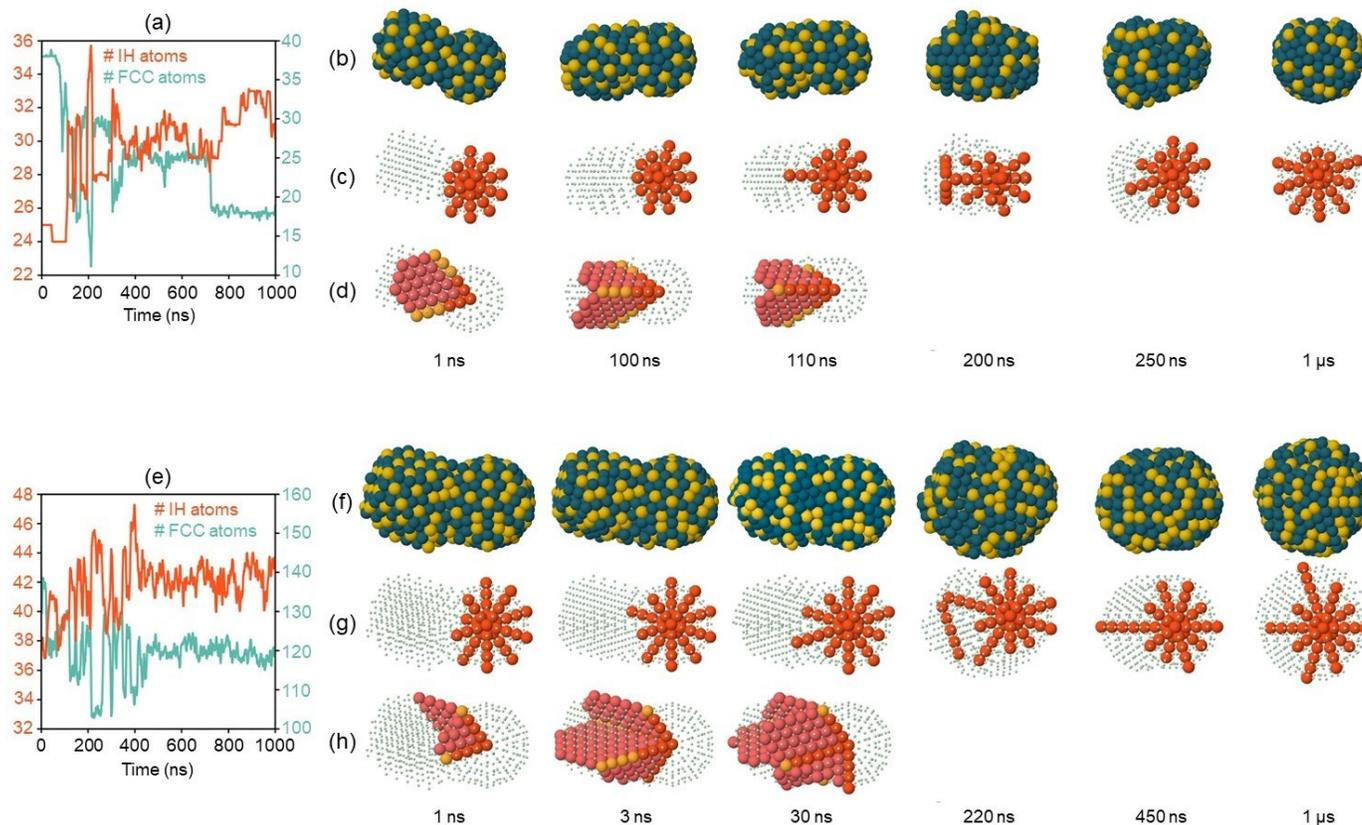 (a)
36
34
32
30
28
26
24
22
# IH atoms
# FCC atoms
40
35
30
25
20
15
10
0 200 400 600 800 1000
Time (ns)
(b)
(c)
(d)
1 ns 100 ns 110 ns 200 ns 250 ns 1 µs
(e)
48
46
44
42
40
38
36
34
32
# IH atoms
# FCC atoms
160
150
140
130
120
110
100
0 200 400 600 800 1000
Time (ns)
(f)
(g)
(h)
1 ns 3 ns 30 ns 220 ns 450 ns 1 µs